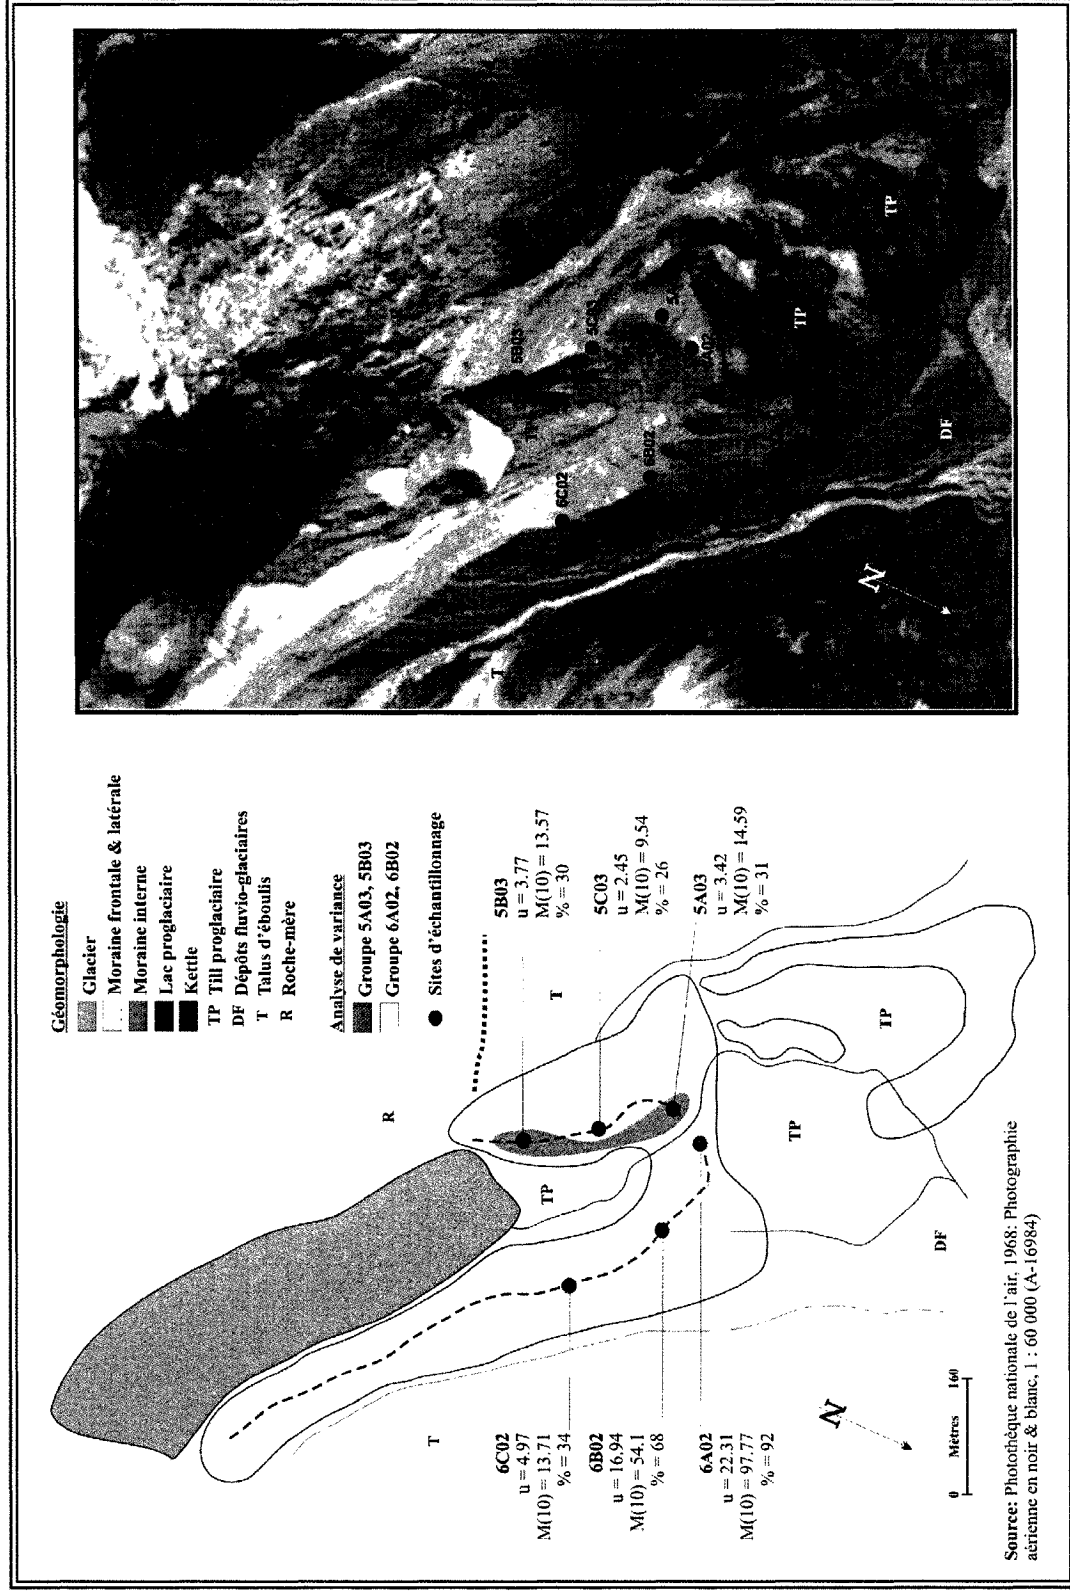 Géomorphologie
Glacier
Moraine frontale & latérale
Moraine interne
Lac proglaciaire
Kettle
TP Till proglaciaire
DF Dépôts fluvio-glaciaires
T Talus d'éboulis
R Roche-mère
Analyse de variance
Groupe 5A03, 5B03
Groupe 6A02, 6B02
Sites d'échantillonnage
R
T
T
TP
TP
TP
DF
5B03
u = 3.77
M(10) = 13.57
% = 30
5C03
u = 2.45
M(10) = 9.54
% = 26
5A03
u = 3.42
M(10) = 14.59
% = 31
6C02
u = 4.97
M(10) = 13.71
% = 34
6B02
u = 16.94
M(10) = 54.1
% = 68
6A02
u = 22.31
M(10) = 97.77
% = 92
N
0 Mètres 160
Source: Photothèque nationale de l'air, 1968: Photographie
aérienne en noir & blanc, 1 : 60 000 (A-16984)
T
6C02
6B02
5B03
5C03
TP
TP
DF
N